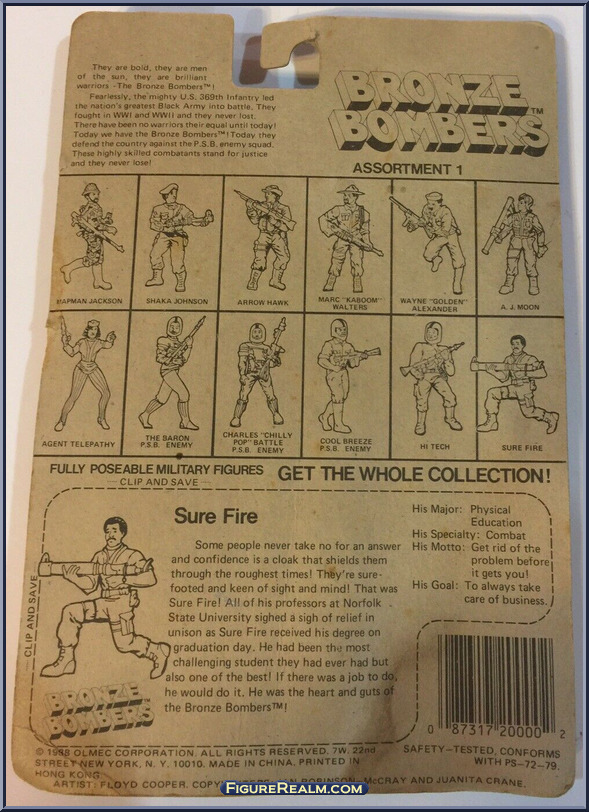 They are bold, they are men
of the sun, they are brilliant
warriors -The Bronze Bombers™!
Fearlessly, the mighty U.S. 369th Infantry led
the nation's greatest Black Army into battle. They
fought in WWI and WWII and they never lost.
There have been no warriors their equal until today!
Today we have the Bronze Bombers™! Today they
defend the country against the P.S.B. enemy squad.
These highly skilled combatants stand for justice
and they never lose!
BRONZE
BOMBERS™
ASSORTMENT 1
MAPMAN JACKSON
SHAKA JOHNSON
ARROW HAWK
MARC "KABOOM"
WALTERS
WAYNE "GOLDEN"
ALEXANDER
A. J. MOON
AGENT TELEPATHY
THE BARON
P.S.B. ENEMY
CHARLES "CHILLY
POP" BATTLE
P.S.B. ENEMY
COOL BREEZE
P.S.B. ENEMY
HI TECH
SURE FIRE
FULLY POSEABLE MILITARY FIGURES
GET THE WHOLE COLLECTION!
—CLIP AND SAVE—
CLIP AND SAVE
Sure Fire
Some people never take no for an answer
and confidence is a cloak that shields them
through the roughest times! They're sure-
footed and keen of sight and mind! That was
Sure Fire! All of his professors at Norfolk
State University sighed a sigh of relief in
unison as Sure Fire received his degree on
graduation day. He had been the most
challenging student they had ever had but
also one of the best! If there was a job to do,
he would do it. He was the heart and guts of
the Bronze Bombers™!
His Major: Physical
Education
His Specialty: Combat
His Motto: Get rid of the
problem before
it gets you!
His Goal: To always take
care of business.
BRONZE
BOMBERS
0 87317 20000 2
SAFETY-TESTED, CONFORMS
WITH PS-72-79.
© 1988 OLMEC CORPORATION. ALL RIGHTS RESERVED. 7W. 22nd
STREET NEW YORK, N. Y. 10010. MADE IN CHINA. PRINTED IN
HONG KONG
ARTIST: FLOYD COOPER. ROBINSON-McCRAY AND JUANITA CRANE.
FIGUREREALM.COM